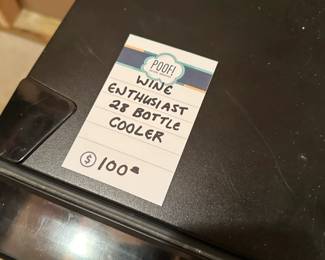 POOF!
WINE
ENTHUSIAST
28 BOTTLE
COOLER
$ 100